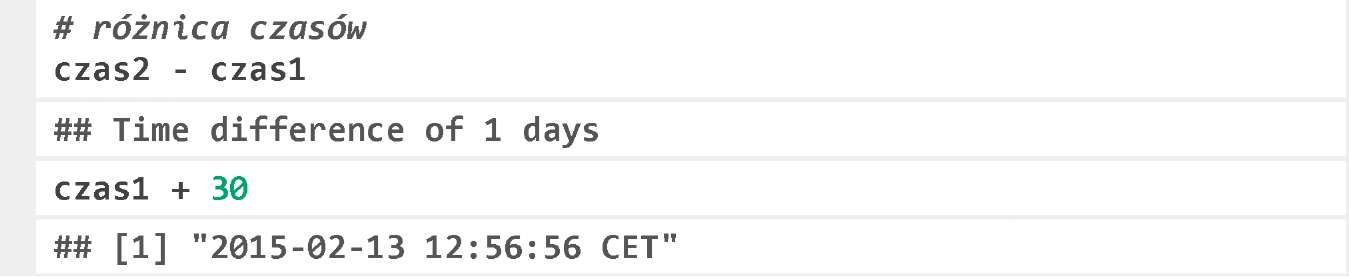 # różnica czasów
czas2 - czas1
## Time difference of 1 days
czas1 + 30
## [1] "2015-02-13 12:56:56 CET"